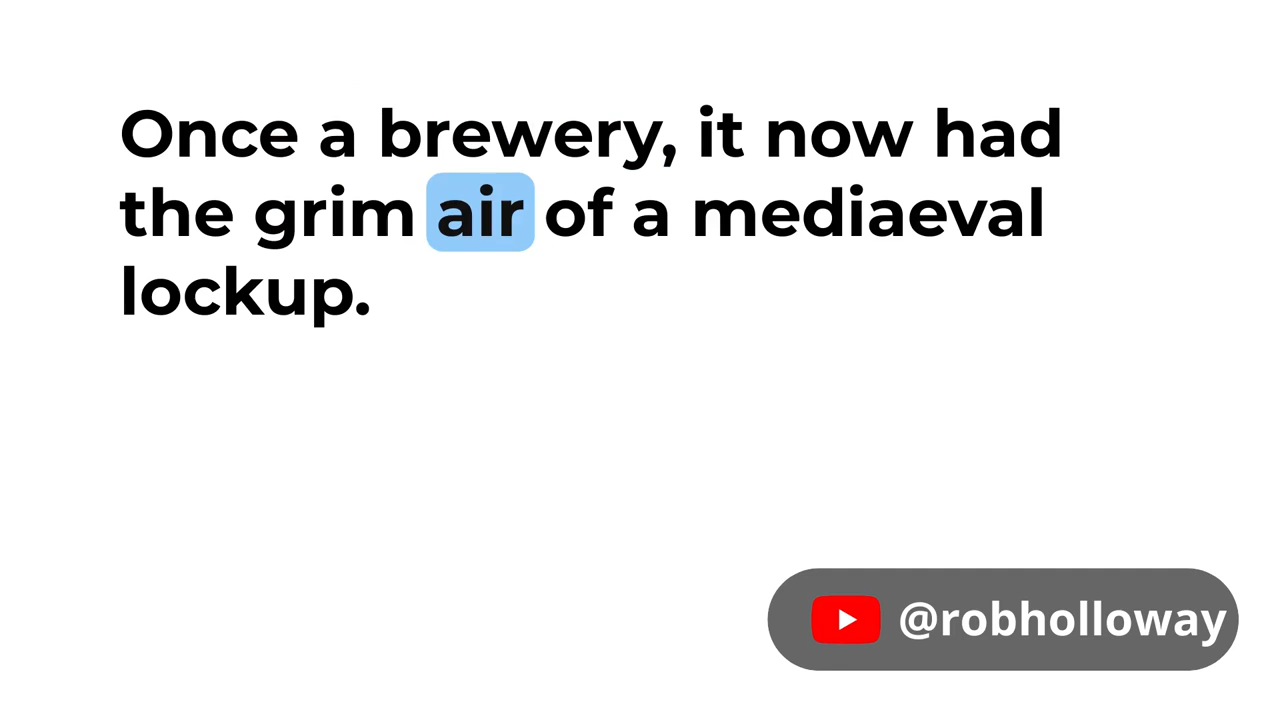 Once a brewery, it now had
the grim air of a mediaeval
lockup.
@robholloway